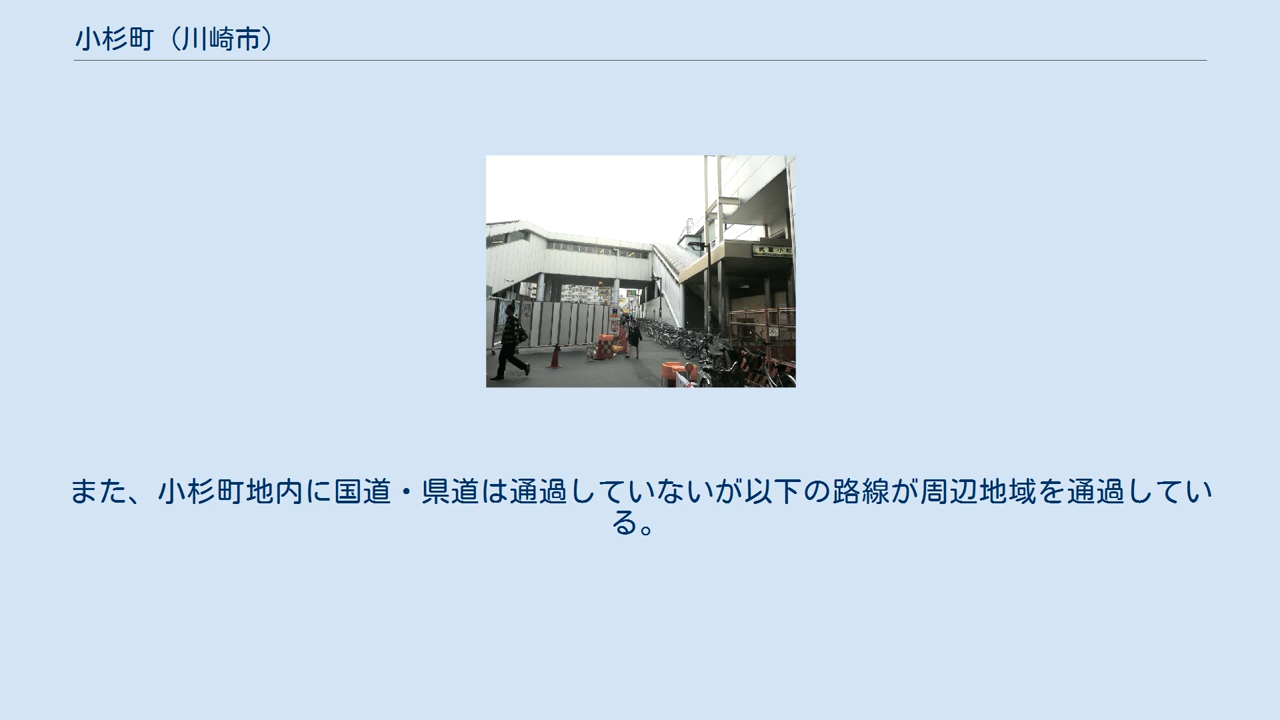 小杉町（川崎市）
また、小杉町地内に国道・県道は通過していないが以下の路線が周辺地域を通過してい
る。